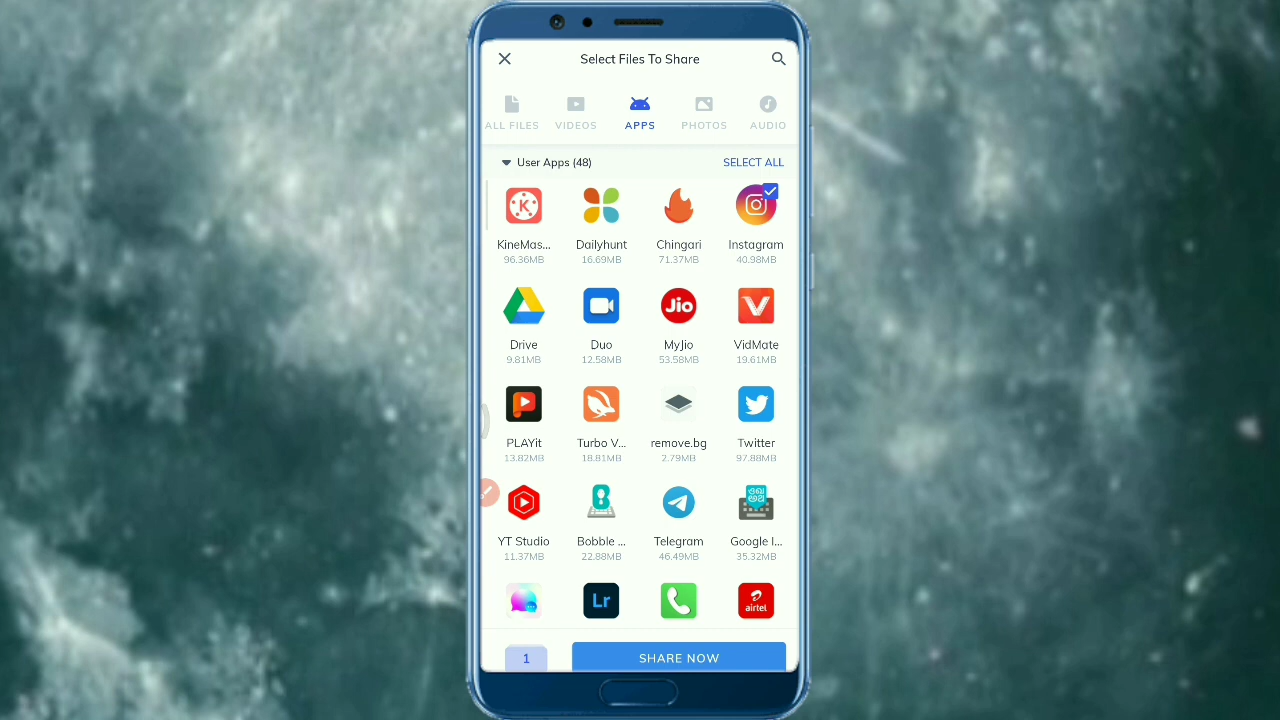 Select Files To Share
ALL FILES VIDEOS APPS PHOTOS AUDIO
User Apps (48) SELECT ALL
K
KineMas... Dailyhunt Chingari Instagram
96.36MB 16.69MB 71.37MB 40.98MB
Jio
Drive Duo MyJio VidMate
9.81MB 12.58MB 53.58MB 19.61MB
PLAYit Turbo V... remove.bg Twitter
13.82MB 18.81MB 2.79MB 97.88MB
YT Studio Bobble ... Telegram Google I...
11.37MB 22.88MB 46.49MB 35.32MB
Lr airtel
1 SHARE NOW